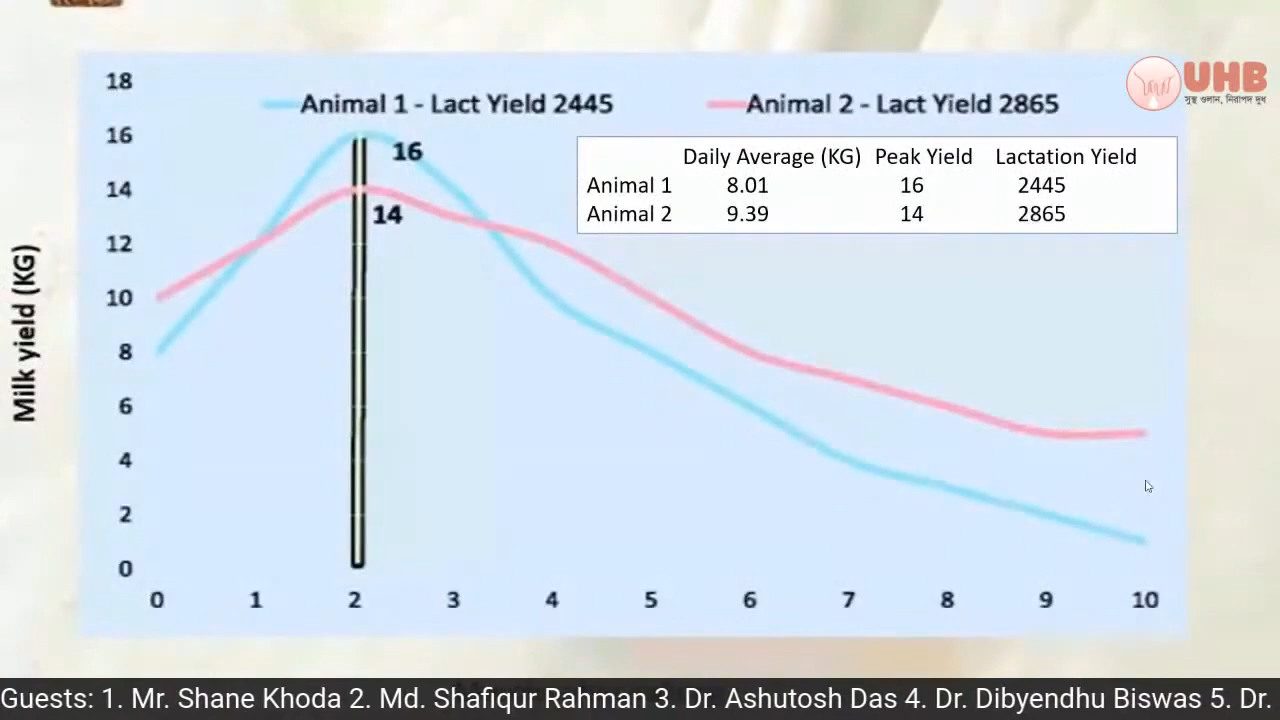 UHB
সুস্থ ওলান, নিরাপদ দুধ
18
16
14
12
10
8
6
4
2
0
Milk yield (KG)
Animal 1 - Lact Yield 2445
Animal 2 - Lact Yield 2865
Daily Average (KG) Peak Yield Lactation Yield
Animal 1 8.01 16 2445
Animal 2 9.39 14 2865
16
14
0 1 2 3 4 5 6 7 8 9 10
Guests: 1. Mr. Shane Khoda 2. Md. Shafiqur Rahman 3. Dr. Ashutosh Das 4. Dr. Dibyendhu Biswas 5. Dr.